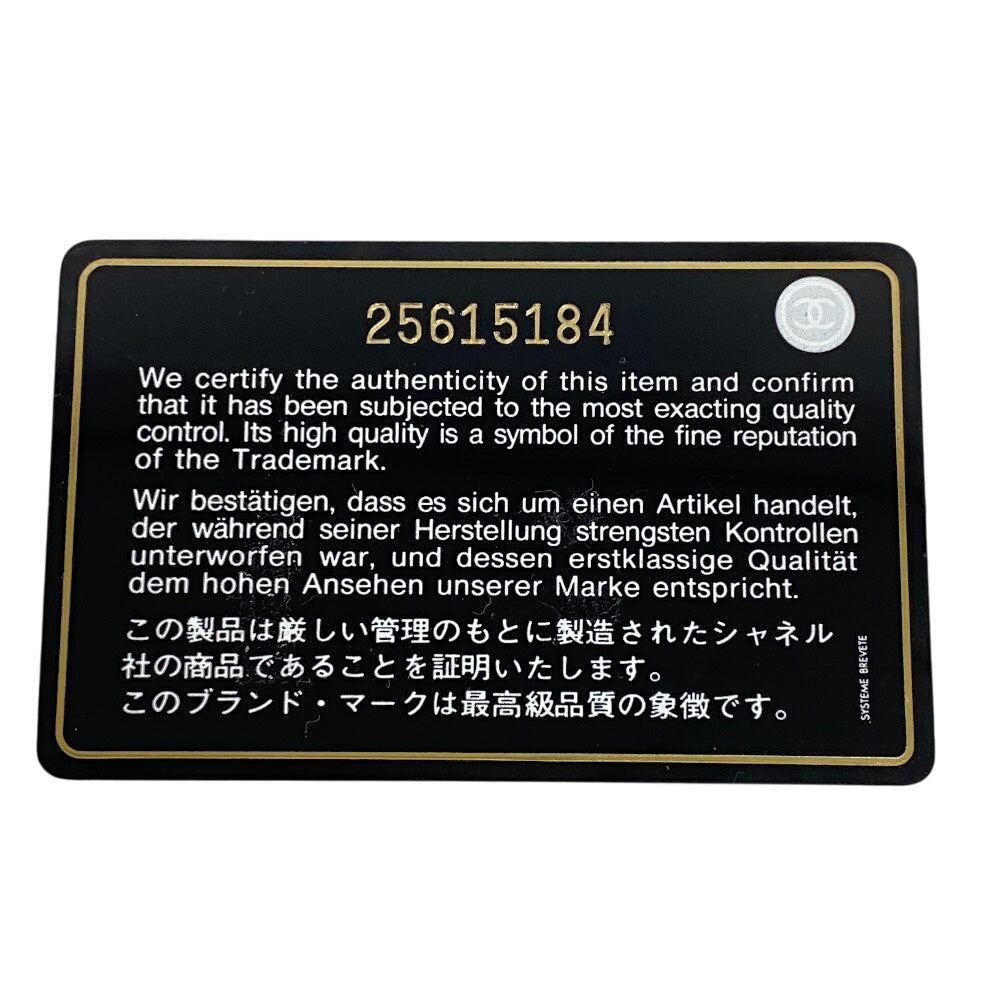 25615184
We certify the authenticity of this item and confirm
that it has been subjected to the most exacting quality
control. Its high quality is a symbol of the fine reputation
of the Trademark.
Wir bestätigen, dass es sich um einen Artikel handelt,
der während seiner Herstellung strengsten Kontrollen
unterworfen war, und dessen erstklassige Qualität
dem hohen Ansehen unserer Marke entspricht.
この製品は厳しい管理のもとに製造されたシャネル
社の商品であることを証明いたします。
このブランド・マークは最高級品質の象徴です。
SYSTEME BREVETE